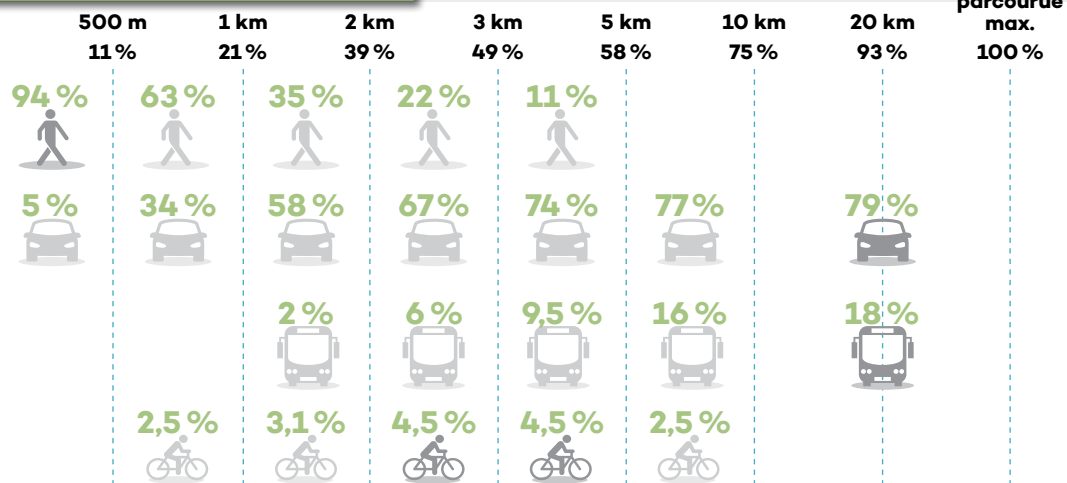 parcourue
max.
500 m 1 km 2 km 3 km 5 km 10 km 20 km
11 % 21 % 39 % 49 % 58 % 75 % 93 % 100 %
94 % 63 % 35 % 22 % 11 %
5 % 34 % 58 % 67 % 74 % 77 % 79 %
2 % 6 % 9,5 % 16 % 18 %
2,5 % 3,1 % 4,5 % 4,5 % 2,5 %